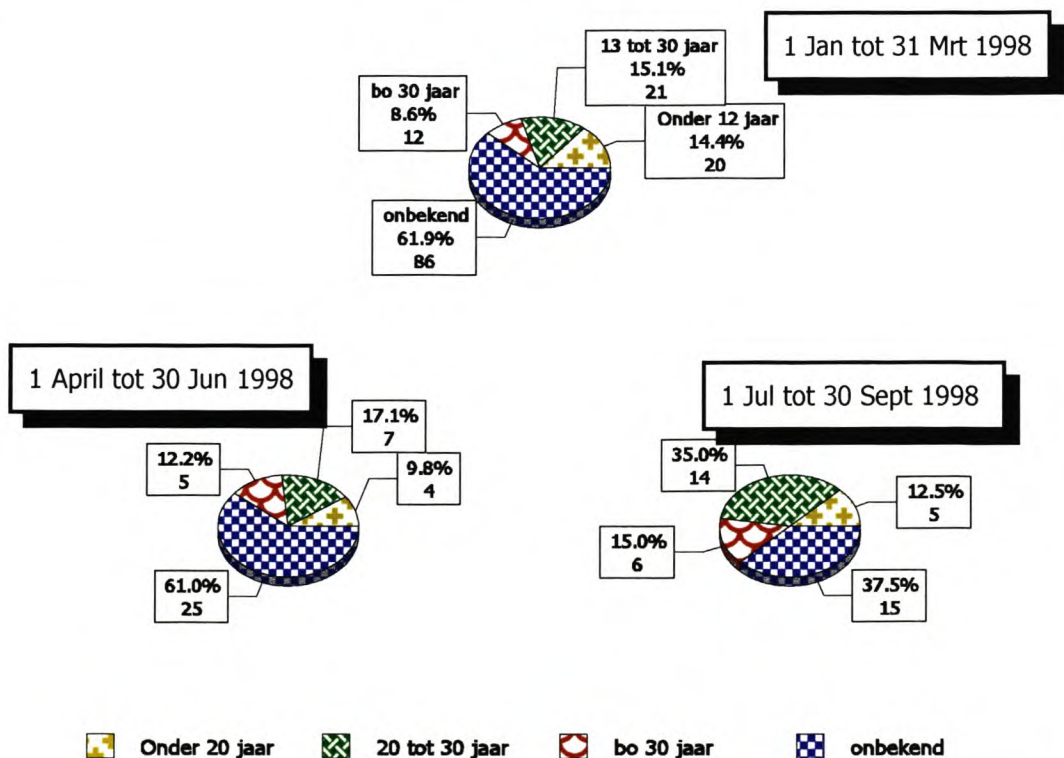 1 Jan tot 31 Mrt 1998
13 tot 30 jaar
15.1%
21
bo 30 jaar
8.6%
12
Onder 12 jaar
14.4%
20
onbekend
61.9%
86
1 April tot 30 Jun 1998
17.1%
7
12.2%
5
9.8%
4
61.0%
25
1 Jul tot 30 Sept 1998
35.0%
14
12.5%
5
15.0%
6
37.5%
15
Onder 20 jaar
20 tot 30 jaar
bo 30 jaar
onbekend